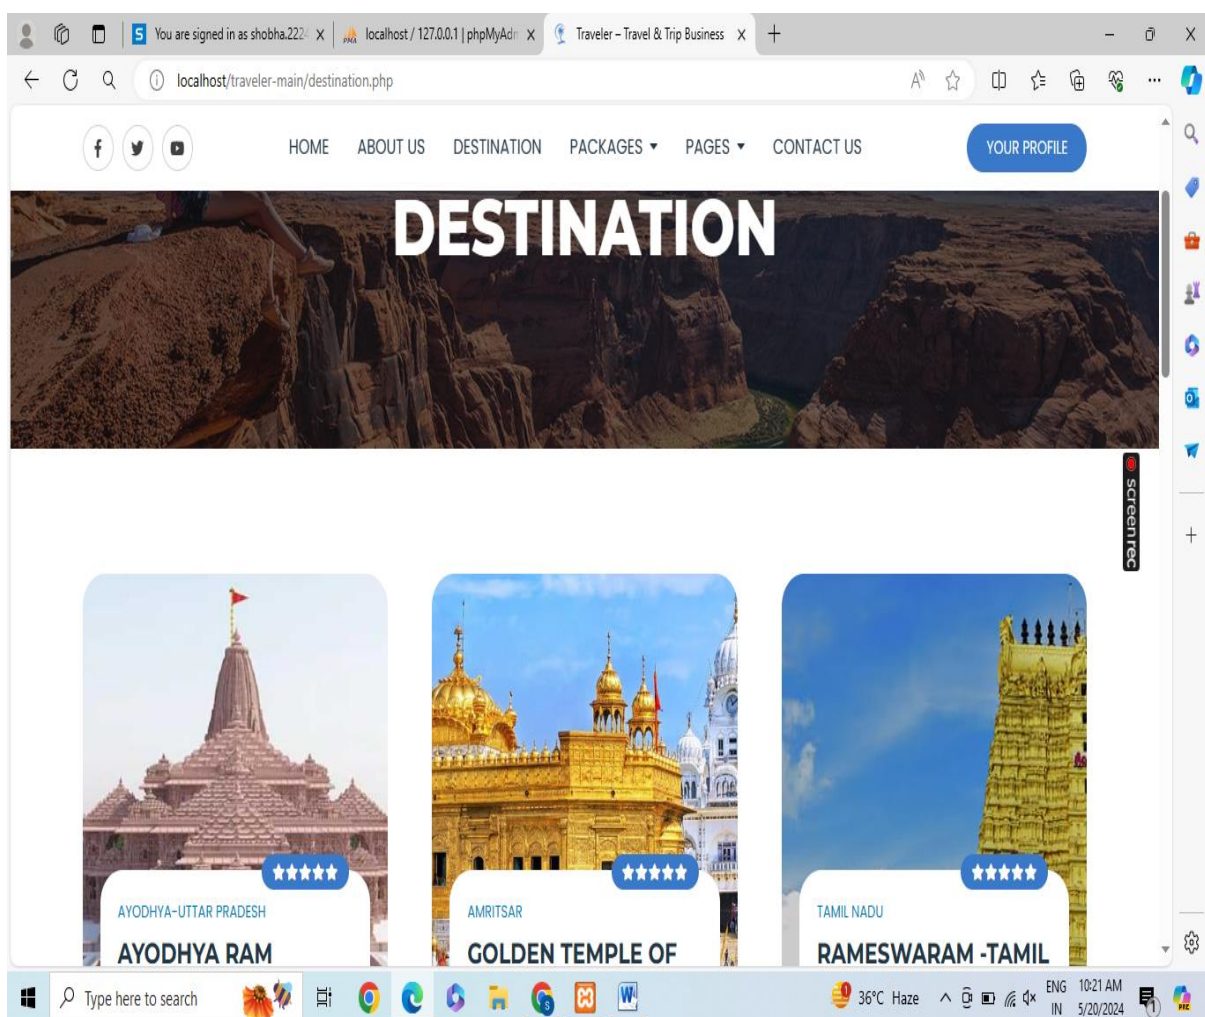 You are signed in as shobha.2224
localhost / 127.0.0.1 | phpMyAdm
Traveler – Travel & Trip Business
localhost/traveler-main/destination.php
HOME ABOUT US DESTINATION PACKAGES PAGES CONTACT US YOUR PROFILE
DESTINATION
screenrec
AYODHYA-UTTAR PRADESH
AYODHYA RAM
AMRITSAR
GOLDEN TEMPLE OF
TAMIL NADU
RAMESWARAM -TAMIL
Type here to search
36°C Haze
ENG
IN
10:21 AM
5/20/2024